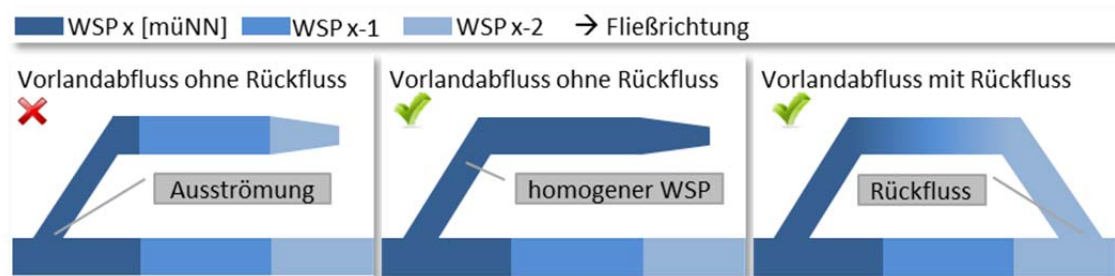 WSP x [müNN] WSP x-1 WSP x-2 → Fließrichtung
Vorlandabfluss ohne Rückfluss
Ausströmung
Vorlandabfluss ohne Rückfluss
homogener WSP
Vorlandabfluss mit Rückfluss
Rückfluss